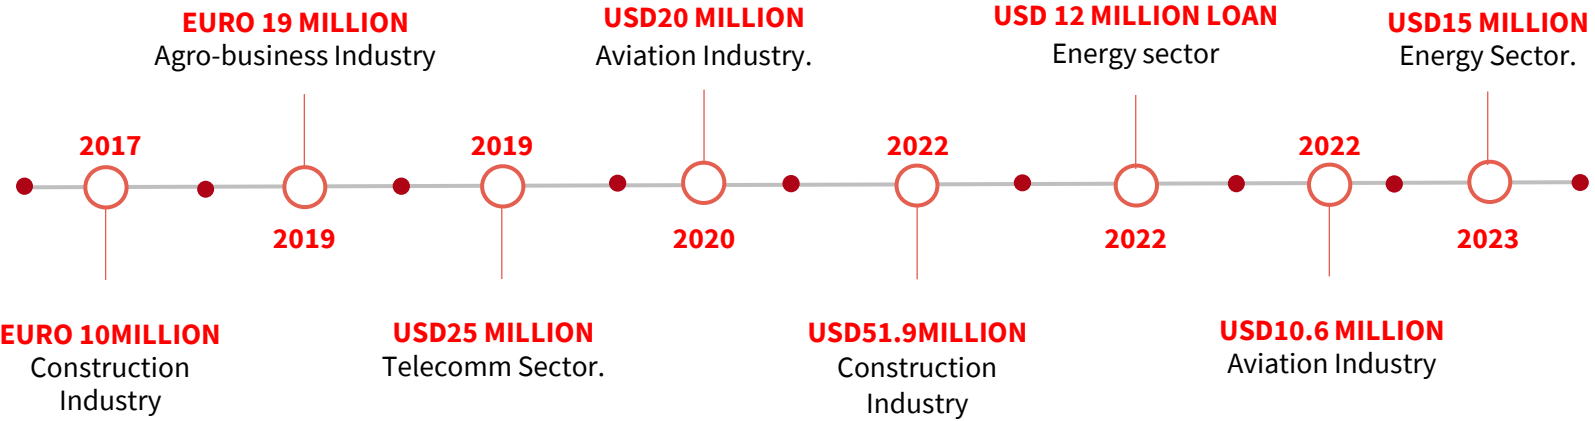 EURO 19 MILLION
Agro-business Industry
USD20 MILLION
Aviation Industry.
USD 12 MILLION LOAN
Energy sector
USD15 MILLION
Energy Sector.
2017
2019
2022
2022
2019
2020
2022
2023
EURO 10MILLION
Construction
Industry
USD25 MILLION
Telecomm Sector.
USD51.9MILLION
Construction
Industry
USD10.6 MILLION
Aviation Industry